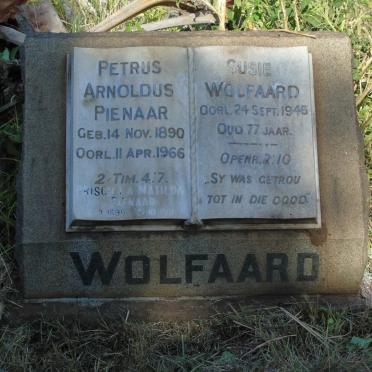 PETRUS
ARNOLDUS
PIENAAR
GEB. 14 NOV. 1890
OORL. 11 APR. 1966
2 TIM. 4:7.
MATILDA
SUSIE
WOLFAARD
OORL. 24 SEPT. 1946
OUD 77 JAAR.
OPENB. 2:10
„SY WAS GETROU
TOT IN DIE DOOD."
WOLFAARD